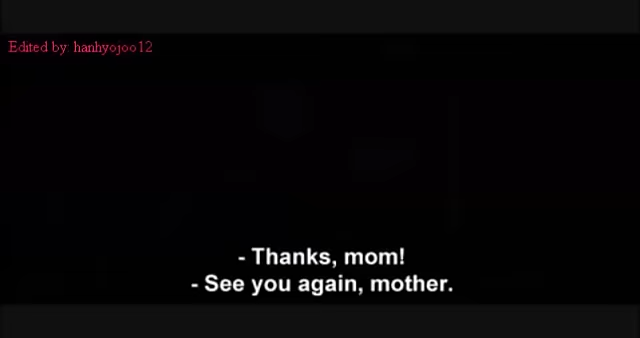 Edited by: hanhyojoo12
- Thanks, mom!
- See you again, mother.